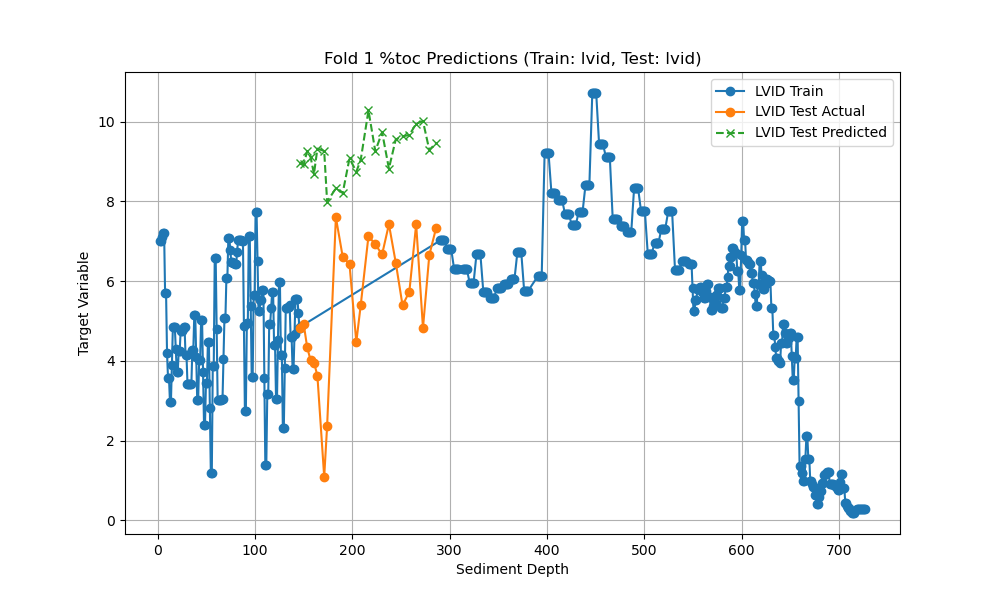 Fold 1 %toc Predictions (Train: lvid, Test: lvid)
LVID Train
LVID Test Actual
LVID Test Predicted
Target Variable
10
8
6
4
2
0
0 100 200 300 400 500 600 700
Sediment Depth